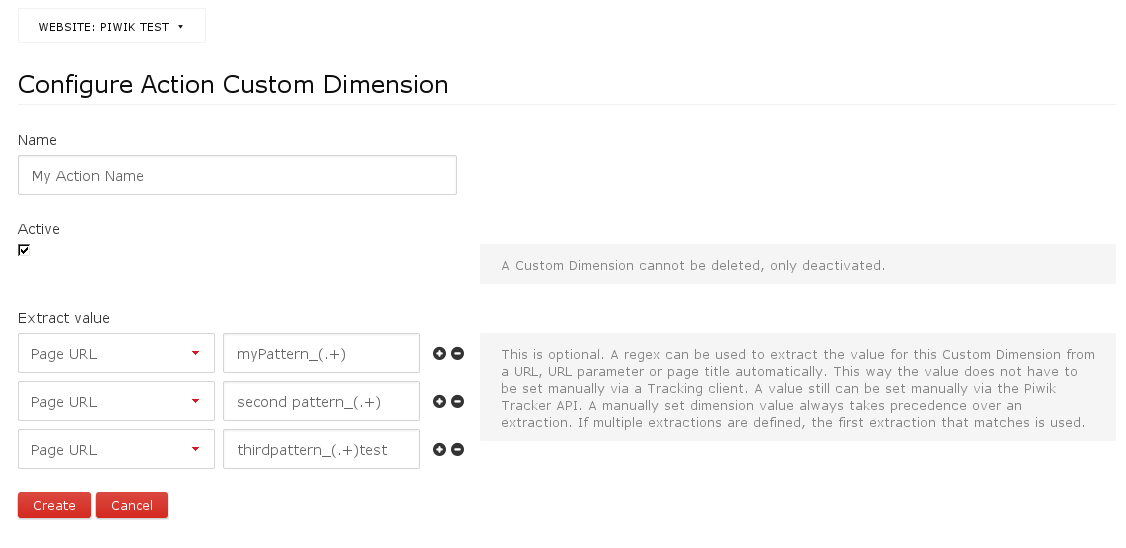 WEBSITE: PIWIK TEST
Configure Action Custom Dimension
Name
My Action Name
Active
A Custom Dimension cannot be deleted, only deactivated.
Extract value
Page URL myPattern_(.+)
Page URL second pattern_(.+)
Page URL thirdpattern_(.+)test
This is optional. A regex can be used to extract the value for this Custom Dimension from
a URL, URL parameter or page title automatically. This way the value does not have to
be set manually via a Tracking client. A value still can be set manually via the Piwik
Tracker API. A manually set dimension value always takes precedence over an
extraction. If multiple extractions are defined, the first extraction that matches is used.
Create Cancel